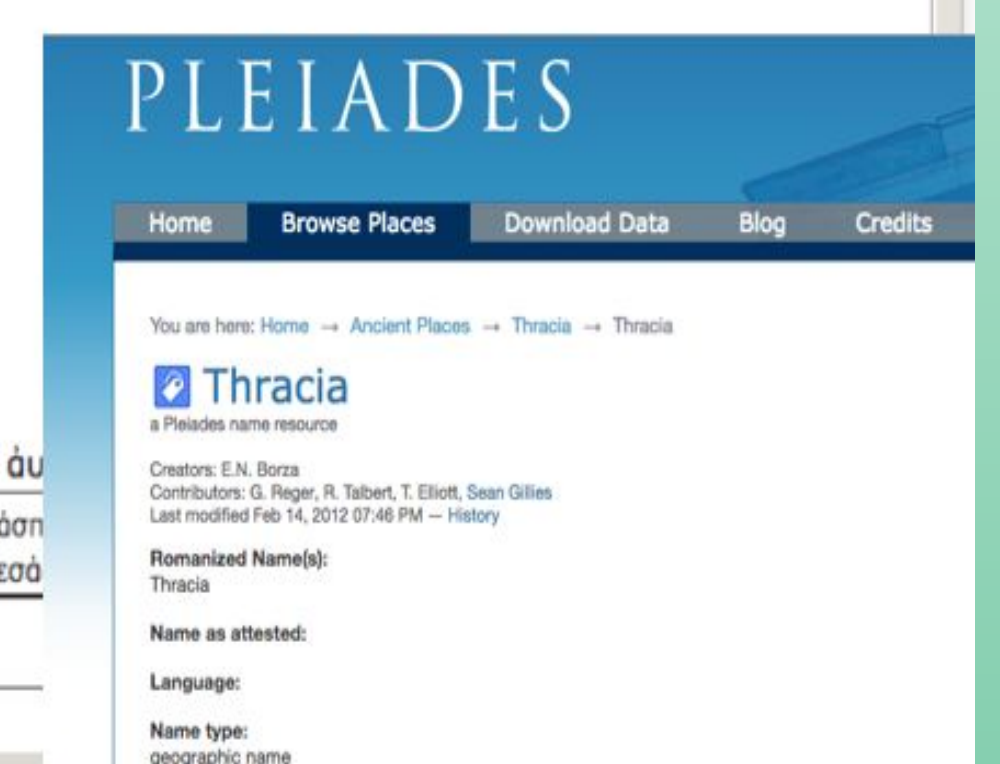 PLEIADES
Home Browse Places Download Data Blog Credits
You are here: Home → Ancient Places → Thracia → Thracia
Thracia
a Pleiades name resource
Creators: E.N. Borza
Contributors: G. Reger, R. Talbert, T. Elliott, Sean Gillies
Last modified Feb 14, 2012 07:46 PM — History
Romanized Name(s):
Thracia
Name as attested:
Language:
Name type:
geographic name